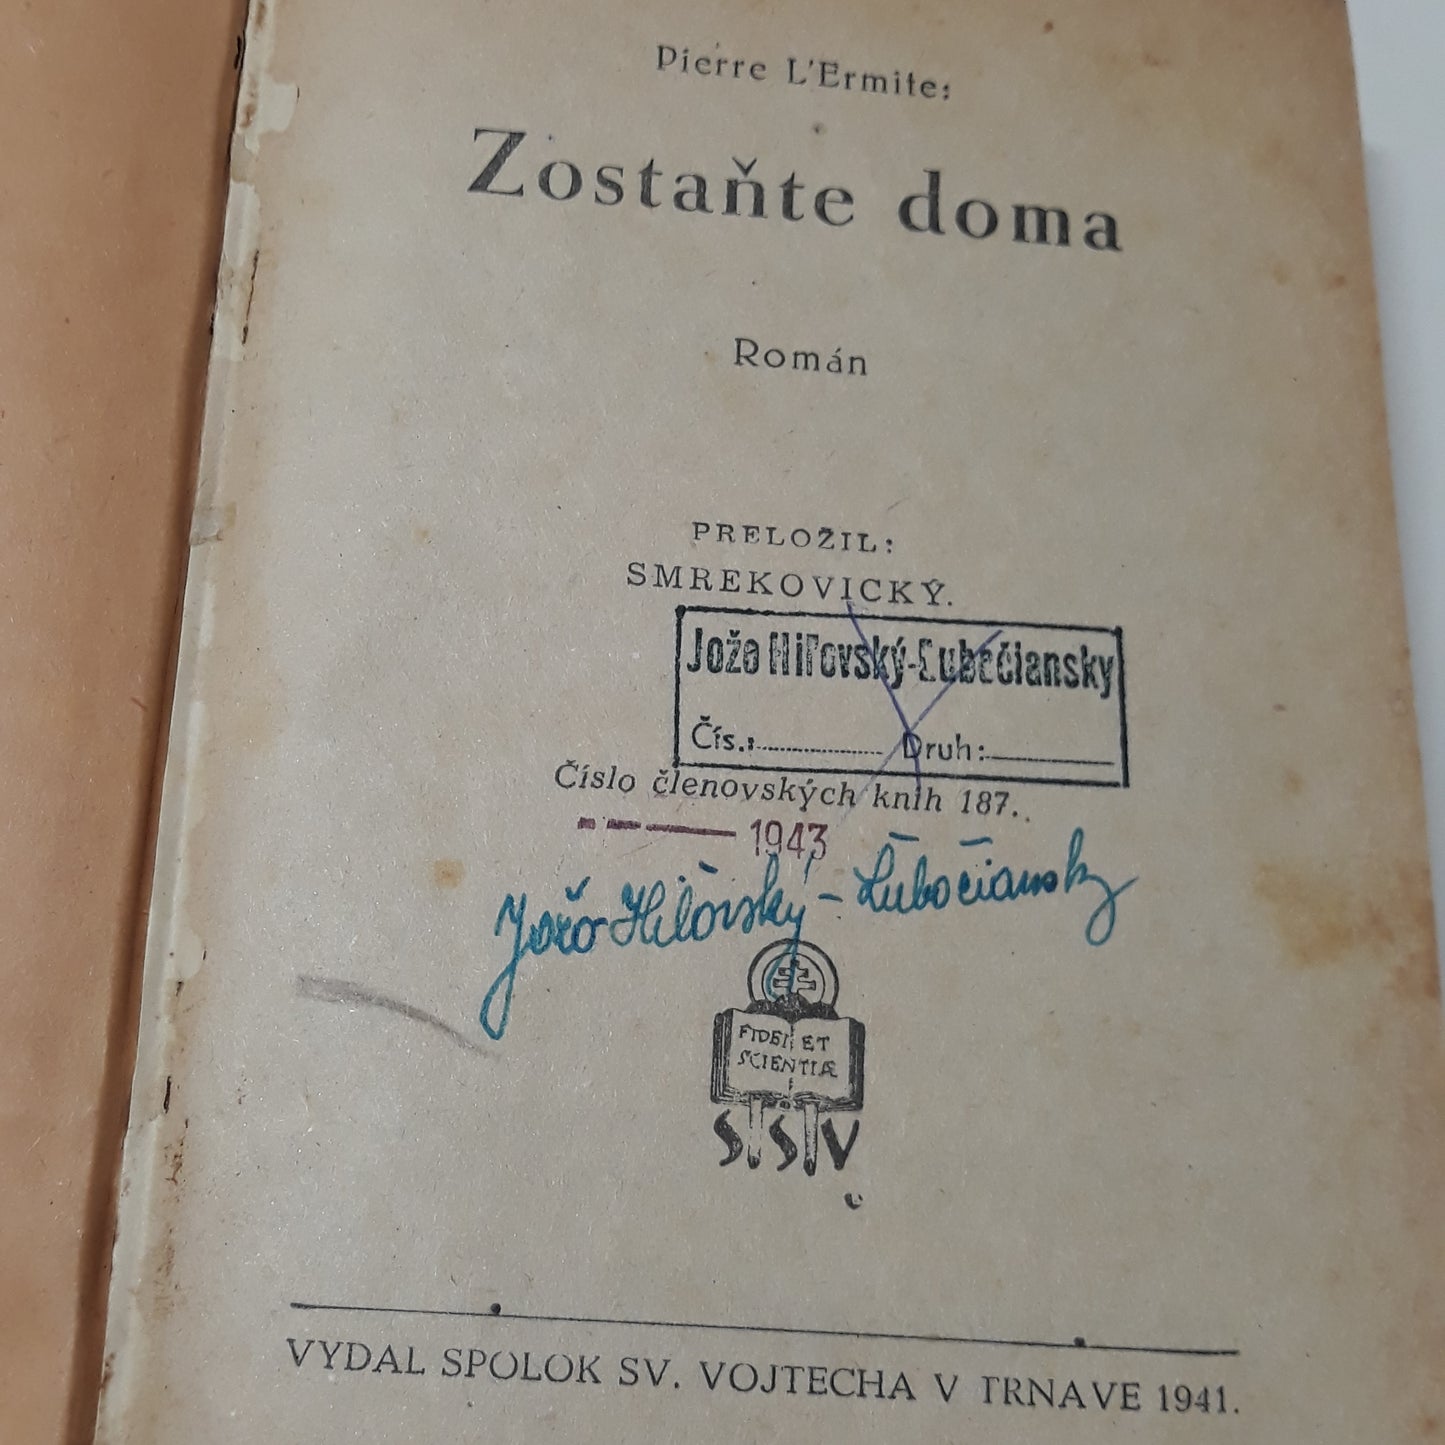 Pierre L'Ermite:
Zostaňte doma
Román
PRELOŽIL:
SMREKOVICKÝ.
Jožo Hiľovský-Ľubočiansky
Čís.: Druh:
Číslo členovských kníh 187.
1943
Jožo Hiľovský-Ľubočiansky
FIDEI ET
SCIENTIÆ
SSV
VYDAL SPOLOK SV. VOJTECHA V TRNAVE 1941.